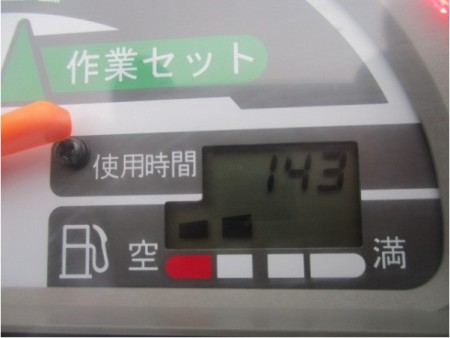 作業セット
使用時間 143
空 満